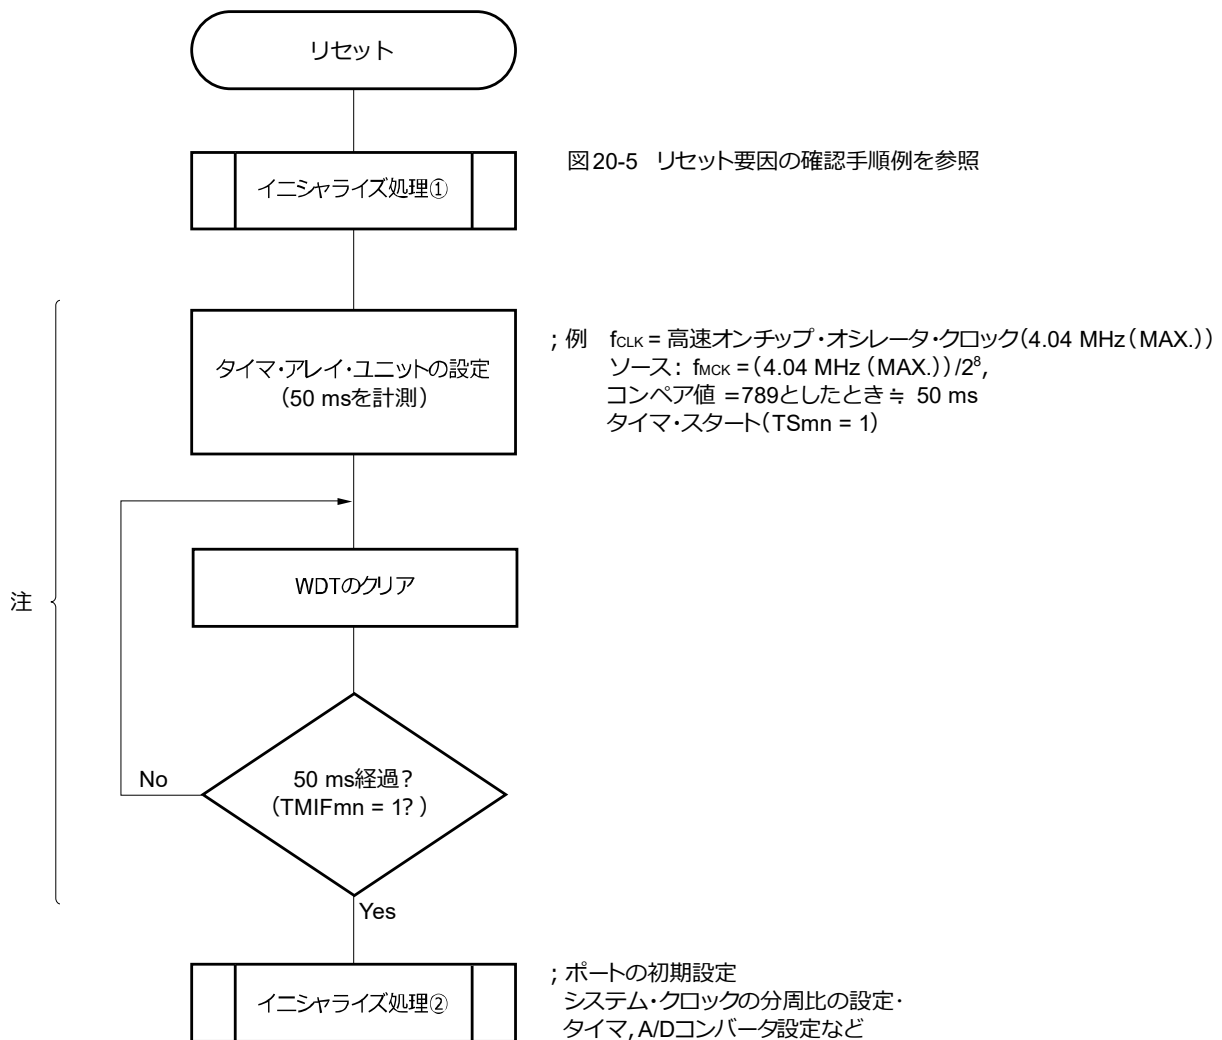 リセット
イニシャライズ処理①
図20-5 リセット要因の確認手順例を参照
タイマ・アレイ・ユニットの設定
（50 msを計測）
；例 fCLK = 高速オンチップ・オシレータ・クロック（4.04 MHz（MAX.））
ソース： fMCK =（4.04 MHz（MAX.））/2⁸,
コンペア値 =789としたとき≒ 50 ms
タイマ・スタート（TSmn = 1）
注
WDTのクリア
No
50 ms経過?
（TMIFmn = 1?）
Yes
イニシャライズ処理②
；ポートの初期設定
システム・クロックの分周比の設定・
タイマ, A/Dコンバータ設定など